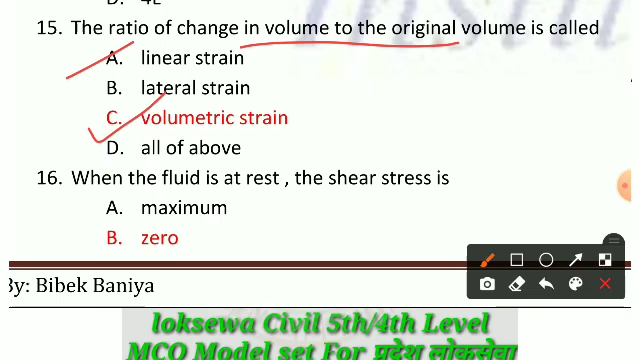 D. 4E
15. The ratio of change in volume to the original volume is called
A. linear strain
B. lateral strain
C. volumetric strain
D. all of above
16. When the fluid is at rest , the shear stress is
A. maximum
B. zero
By: Bibek Baniya
loksewa Civil 5th/4th Level
MCQ Model set For प्रदेश लोकसेवा